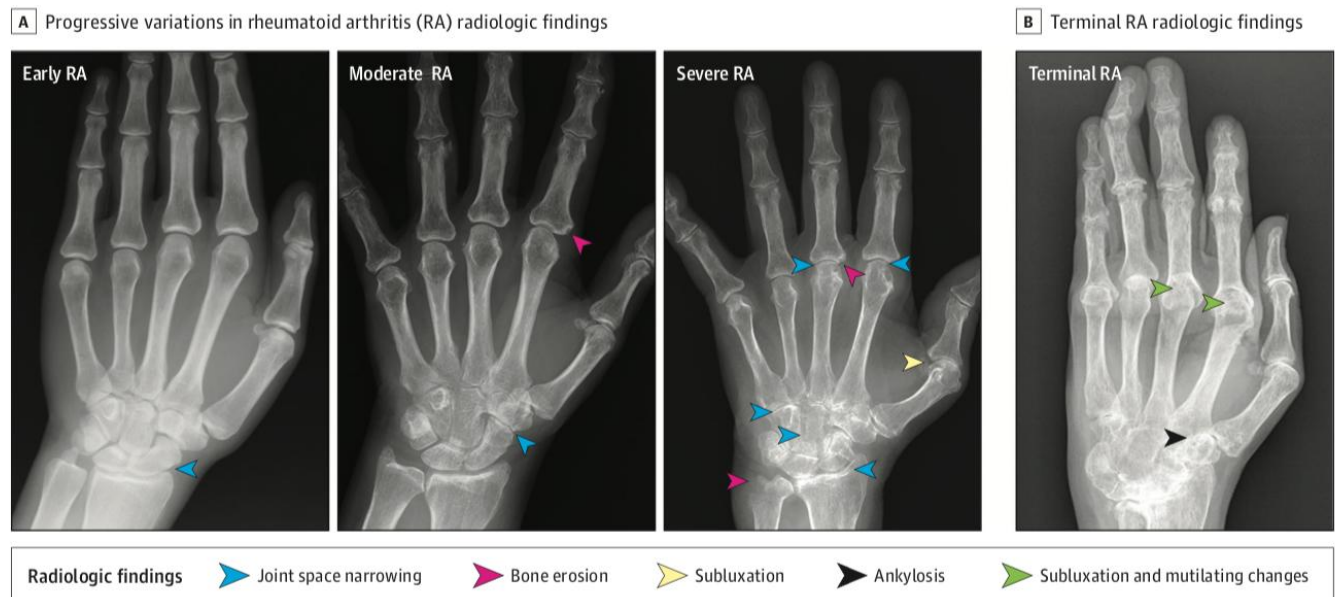 A Progressive variations in rheumatoid arthritis (RA) radiologic findings
B Terminal RA radiologic findings
Early RA
Moderate RA
Severe RA
Terminal RA
Radiologic findings
Joint space narrowing
Bone erosion
Subluxation
Ankylosis
Subluxation and mutilating changes